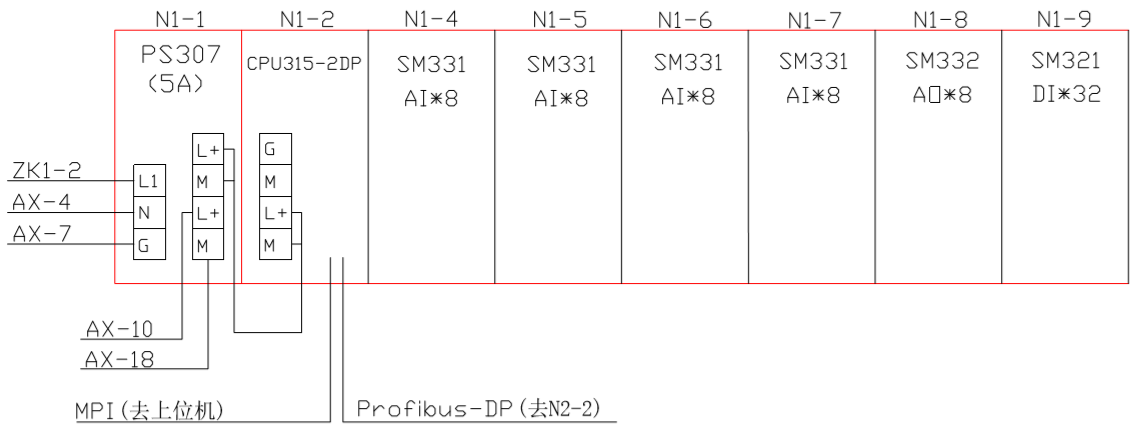 N1-1 N1-2 N1-4 N1-5 N1-6 N1-7 N1-8 N1-9
PS307 CPU315-2DP SM331 SM331 SM331 SM331 SM332 SM321
(5A) AI*8 AI*8 AI*8 AI*8 AO*8 DI*32
L+ G
ZK1-2 L1 M M
AX-4 N L+ L+
AX-7 G M M
AX-10
AX-18
MPI(去上位机) Profibus-DP(去N2-2)